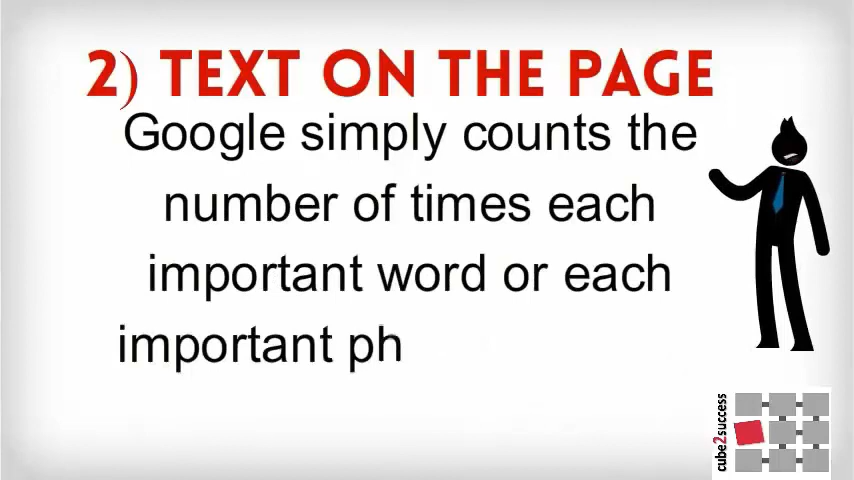 2) TEXT ON THE PAGE
Google simply counts the
number of times each
important word or each
important ph
cube2success